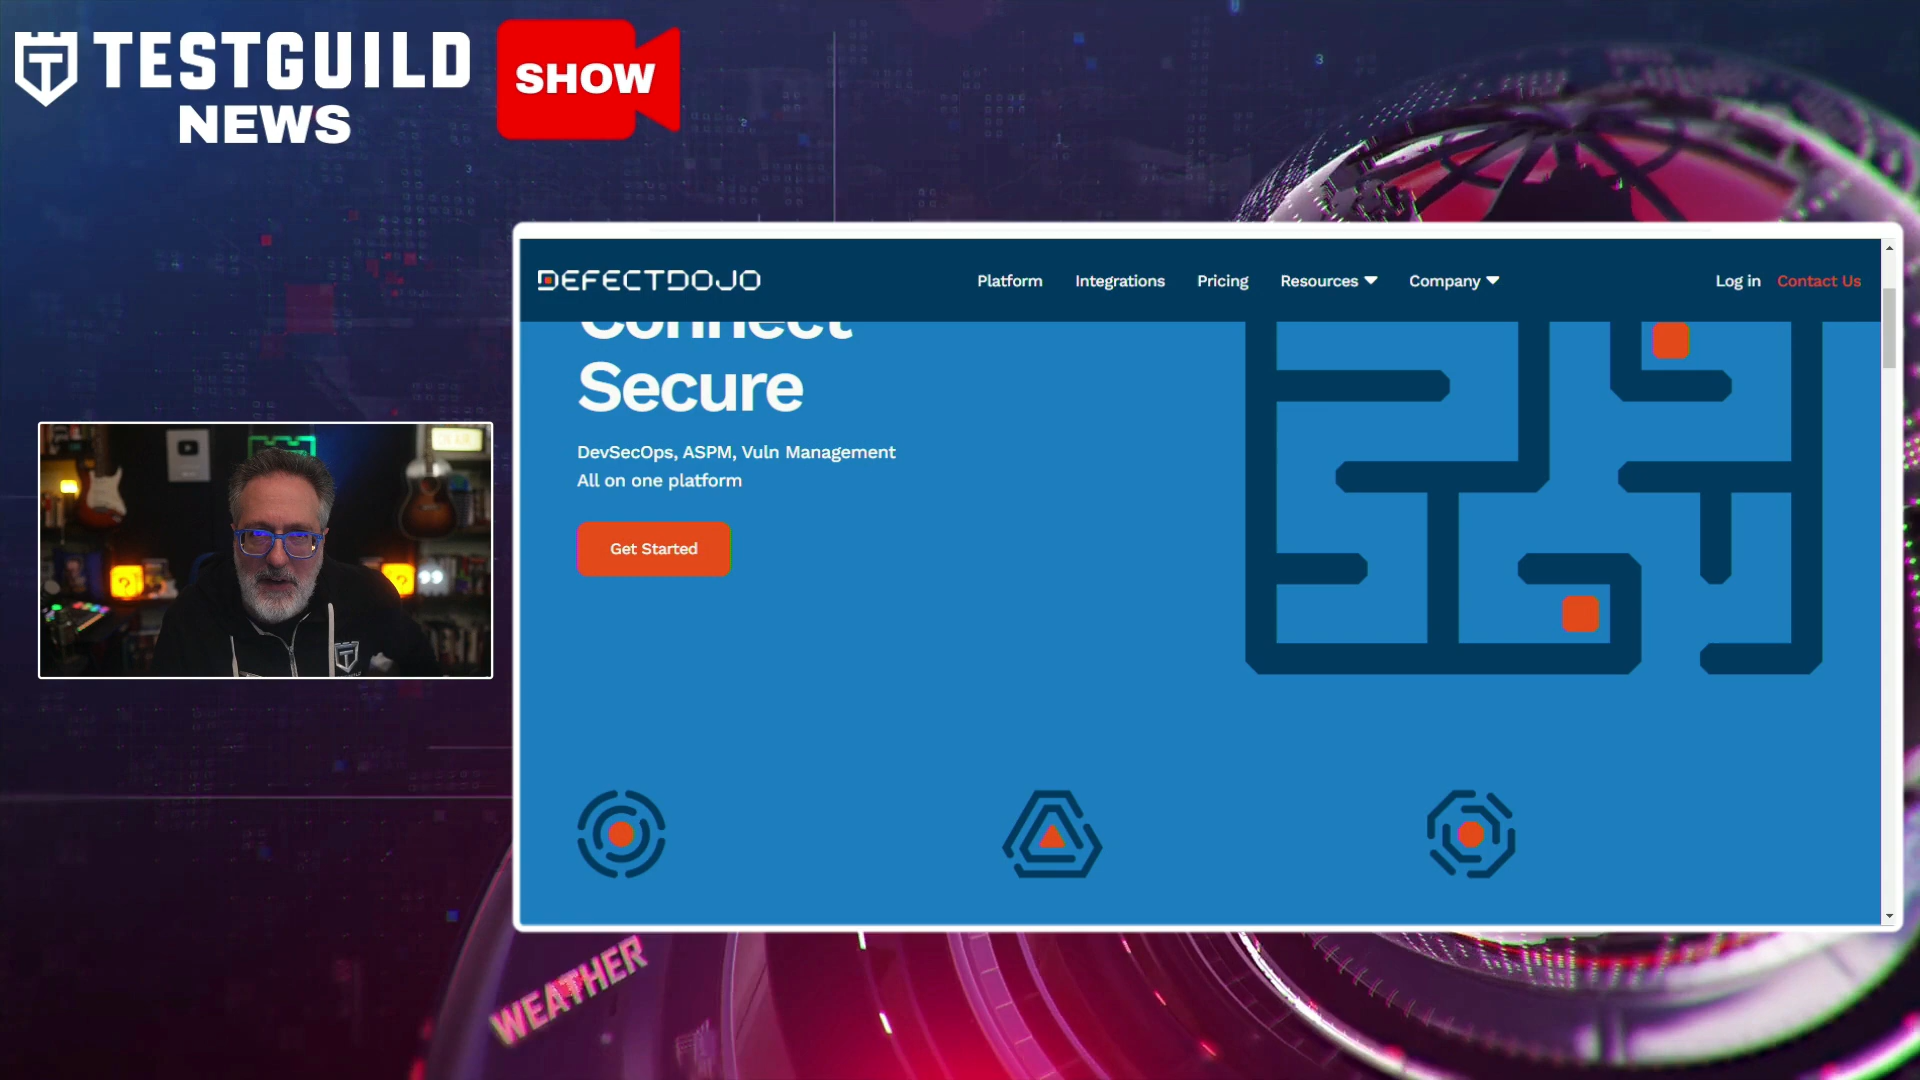 TESTGUILD
NEWS
SHOW
DEFECTDOJO
Platform
Integrations
Pricing
Resources
Company
Log in
Contact Us
Connect
Secure
DevSecOps, ASPM, Vuln Management
All on one platform
Get Started
WEATHER